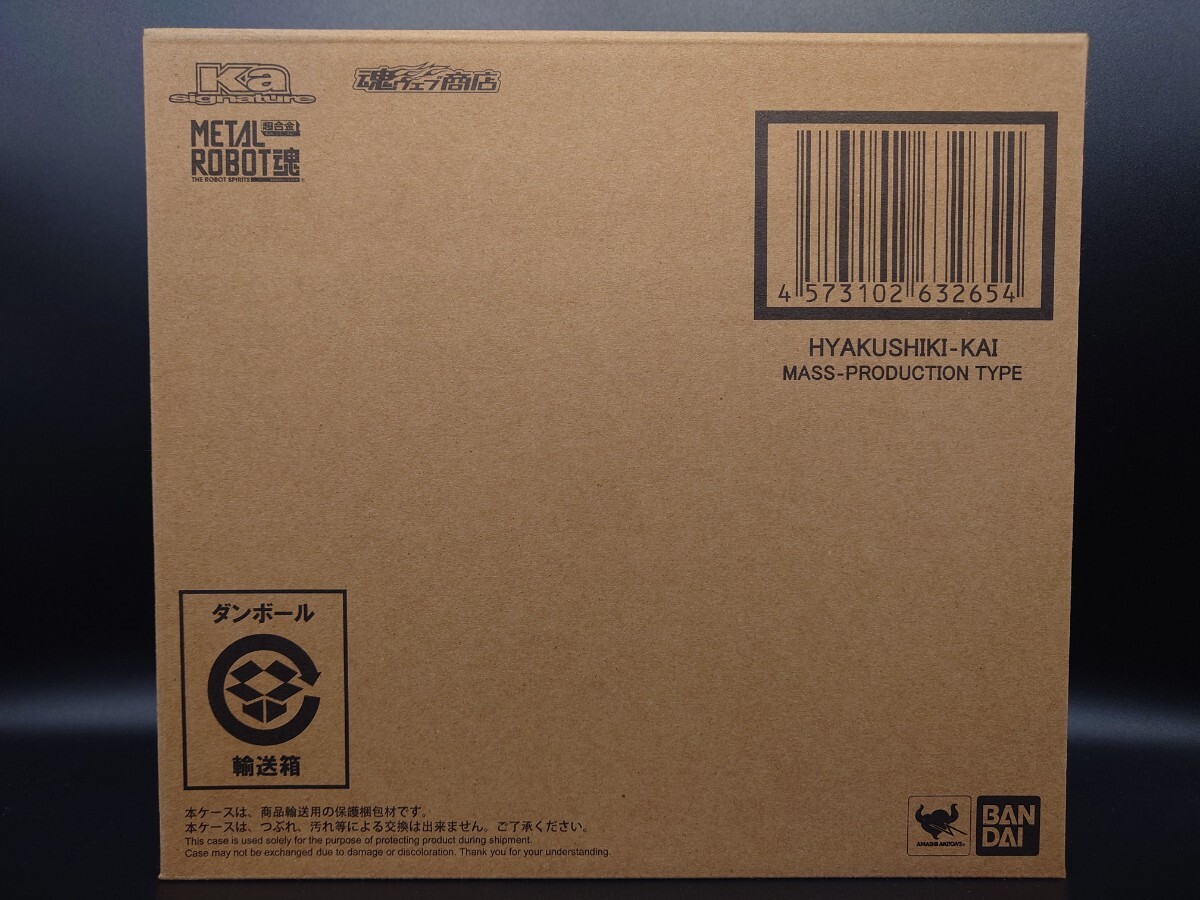 Ka
signature
魂ウェブ商店
METAL 超合金
ROBOT魂
THE ROBOT SPIRITS
4 573102 632654
HYAKUSHIKI-KAI
MASS-PRODUCTION TYPE
ダンボール
輸送箱
本ケースは、商品輸送用の保護梱包材です。
本ケースは、つぶれ、汚れ等による交換は出来ません。ご了承ください。
This case is used solely for the purpose of protecting product during shipment.
Case may not be exchanged due to damage or discoloration. Thank you for your understanding.
BAN
DAI